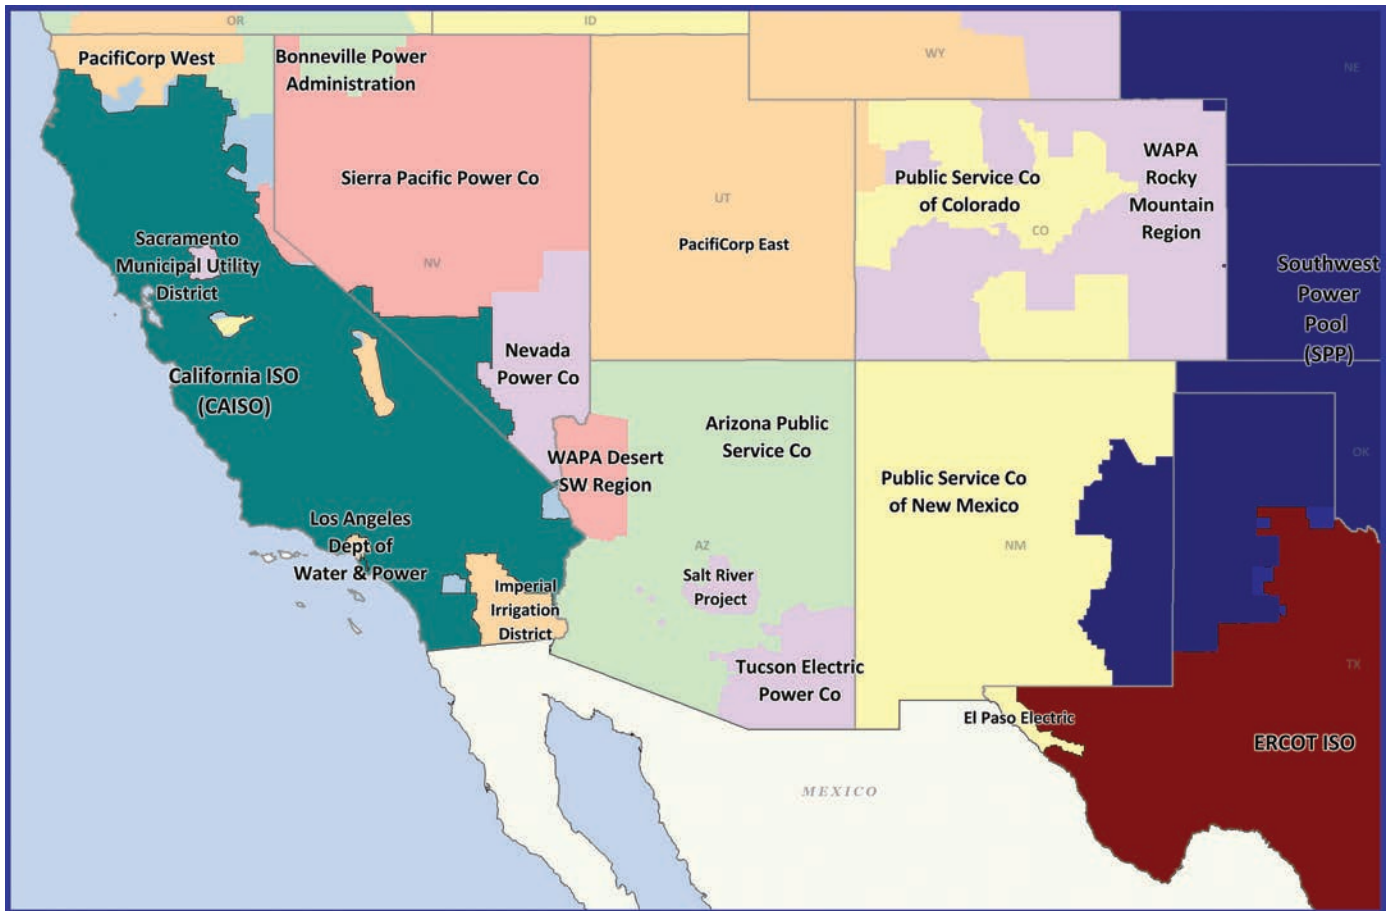 OR
ID
PacifiCorp West
Bonneville Power
Administration
WY
NE
Sierra Pacific Power Co
UT
Public Service Co
of Colorado
WAPA
Rocky
Mountain
Region
CO
PacifiCorp East
Sacramento
Municipal Utility
District
NV
Southwest
Power
Pool
(SPP)
Nevada
Power Co
California ISO
(CAISO)
Arizona Public
Service Co
WAPA Desert
SW Region
Public Service Co
of New Mexico
OK
Los Angeles
Dept of
Water & Power
AZ
NM
Salt River
Project
Imperial
Irrigation
District
Tucson Electric
Power Co
TX
El Paso Electric
ERCOT ISO
MEXICO